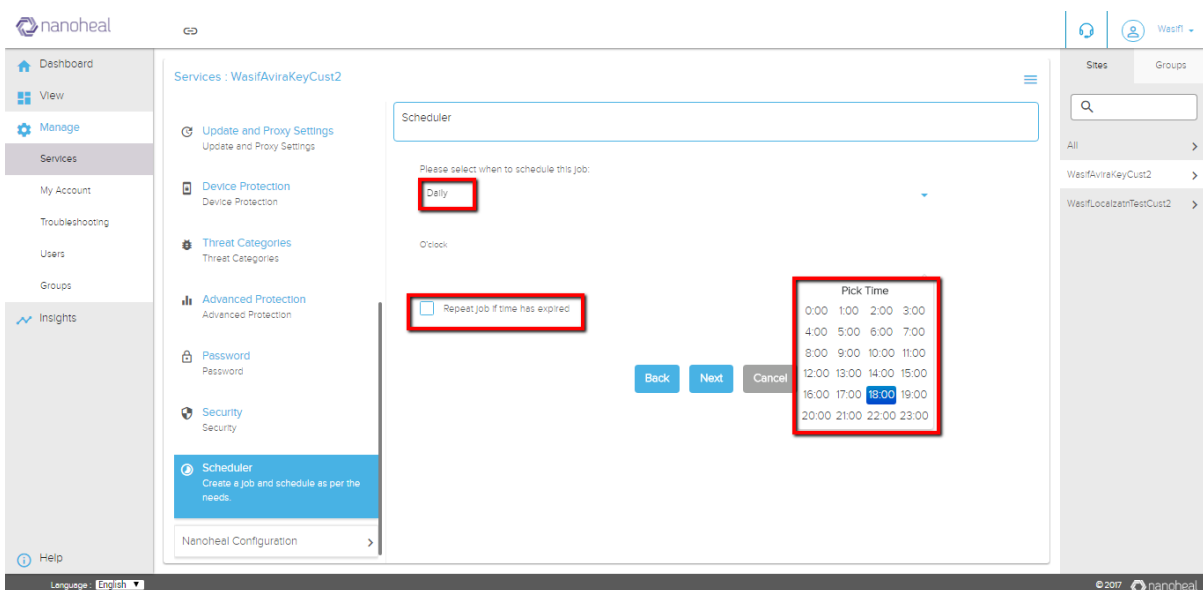 nanoheal
Wasif1
Dashboard
View
Manage
Services
My Account
Troubleshooting
Users
Groups
Insights
Help
Services : WasifAviraKeyCust2
Update and Proxy Settings
Update and Proxy Settings
Device Protection
Device Protection
Threat Categories
Threat Categories
Advanced Protection
Advanced Protection
Password
Password
Security
Security
Scheduler
Create a job and schedule as per the
needs.
Nanoheal Configuration
Scheduler
Please select when to schedule this job:
Daily
O'clock
Repeat job if time has expired
Back Next Cancel
Pick Time
0:00 1:00 2:00 3:00
4:00 5:00 6:00 7:00
8:00 9:00 10:00 11:00
12:00 13:00 14:00 15:00
16:00 17:00 18:00 19:00
20:00 21:00 22:00 23:00
Sites Groups
All
WasifAviraKeyCust2
WasifLocalzatnTestCust2
Language : English
© 2017 nanoheal